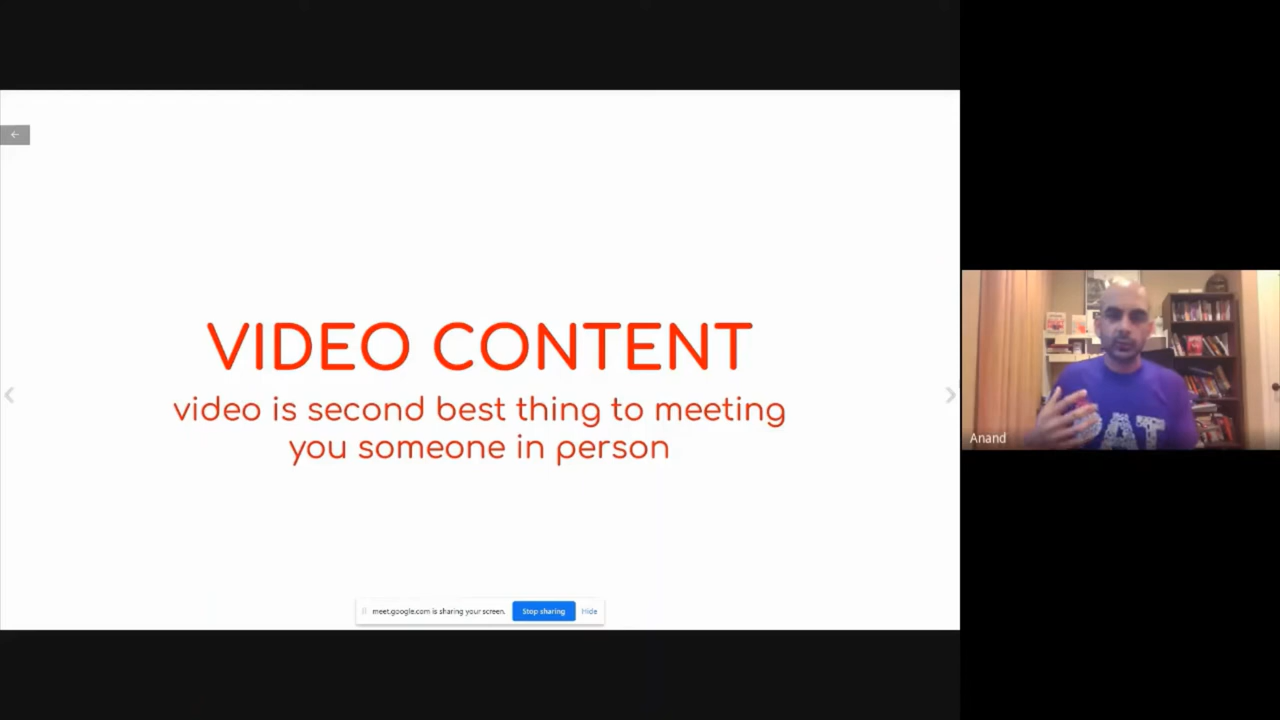 VIDEO CONTENT
video is second best thing to meeting
you someone in person
meet.google.com is sharing your screen. Stop sharing Hide
Anand